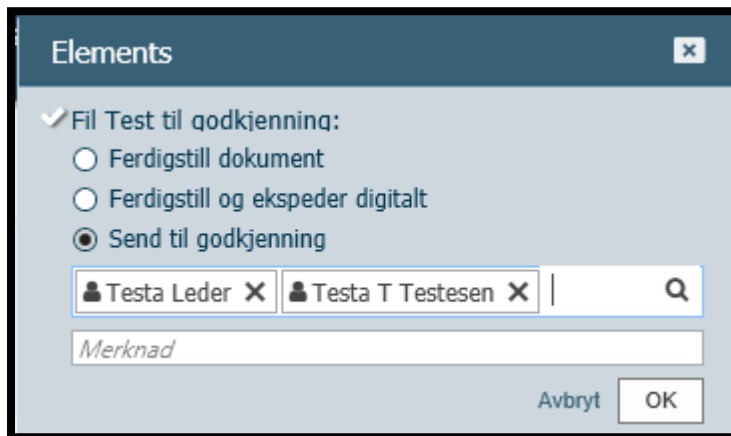 Elements
Fil Test til godkjenning:
Ferdigstill dokument
Ferdigstill og ekspeder digitalt
Send til godkjenning
Testa Leder Testa T Testesen
Merknad
Avbryt OK